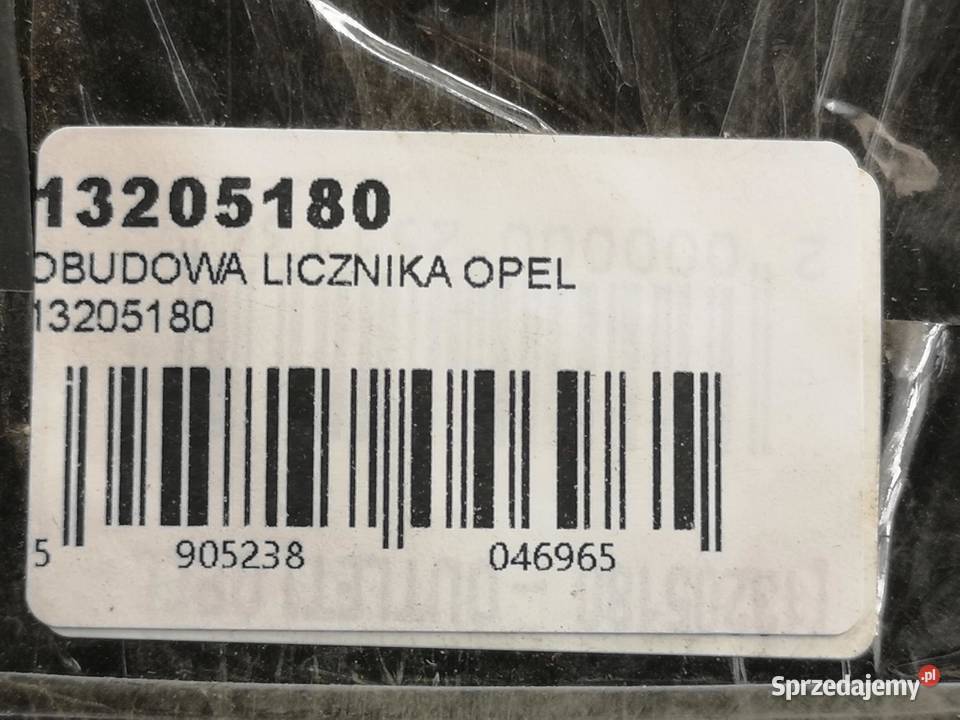 13205180
OBUDOWA LICZNIKA OPEL
13205180
5 905238 046965
Sprzedajemy.pl